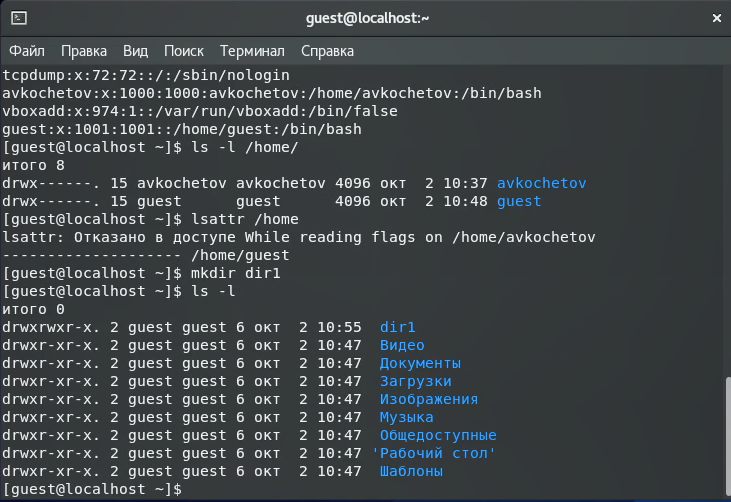 guest@localhost:~
Файл Правка Вид Поиск Терминал Справка
tcpdump:x:72:72::/:/sbin/nologin
avkochetov:x:1000:1000:avkochetov:/home/avkochetov:/bin/bash
vboxadd:x:974:1::/var/run/vboxadd:/bin/false
guest:x:1001:1001::/home/guest:/bin/bash
[guest@localhost ~]$ ls -l /home/
итого 8
drwx------. 15 avkochetov avkochetov 4096 окт  2 10:37 avkochetov
drwx------. 15 guest      guest      4096 окт  2 10:48 guest
[guest@localhost ~]$ lsattr /home
lsattr: Отказано в доступе While reading flags on /home/avkochetov
-------------------- /home/guest
[guest@localhost ~]$ mkdir dir1
[guest@localhost ~]$ ls -l
итого 0
drwxrwxr-x. 2 guest guest 6 окт  2 10:55  dir1
drwxr-xr-x. 2 guest guest 6 окт  2 10:47  Видео
drwxr-xr-x. 2 guest guest 6 окт  2 10:47  Документы
drwxr-xr-x. 2 guest guest 6 окт  2 10:47  Загрузки
drwxr-xr-x. 2 guest guest 6 окт  2 10:47  Изображения
drwxr-xr-x. 2 guest guest 6 окт  2 10:47  Музыка
drwxr-xr-x. 2 guest guest 6 окт  2 10:47  Общедоступные
drwxr-xr-x. 2 guest guest 6 окт  2 10:47 'Рабочий стол'
drwxr-xr-x. 2 guest guest 6 окт  2 10:47  Шаблоны
[guest@localhost ~]$